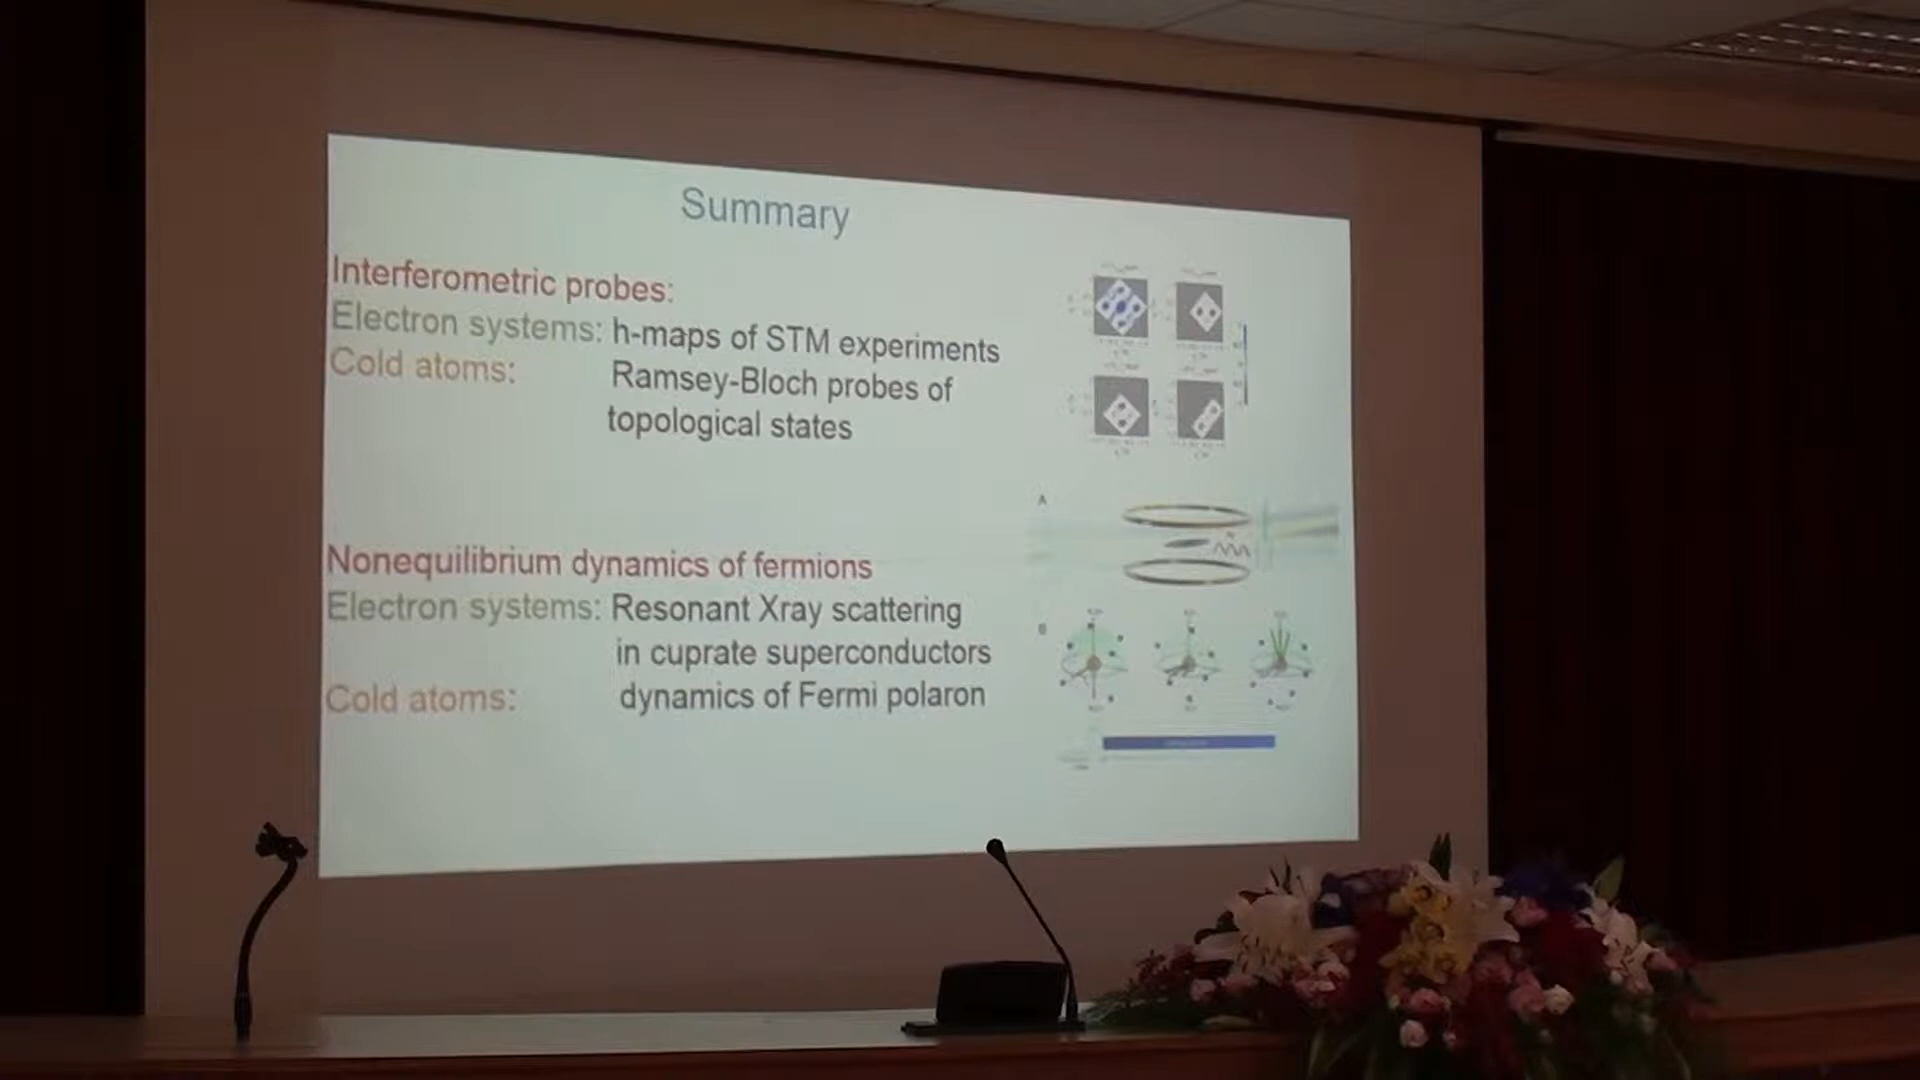 Summary
Interferometric probes:
Electron systems: h-maps of STM experiments
Cold atoms: Ramsey-Bloch probes of
topological states
Nonequilibrium dynamics of fermions
Electron systems: Resonant Xray scattering
in cuprate superconductors
Cold atoms: dynamics of Fermi polaron
A
B